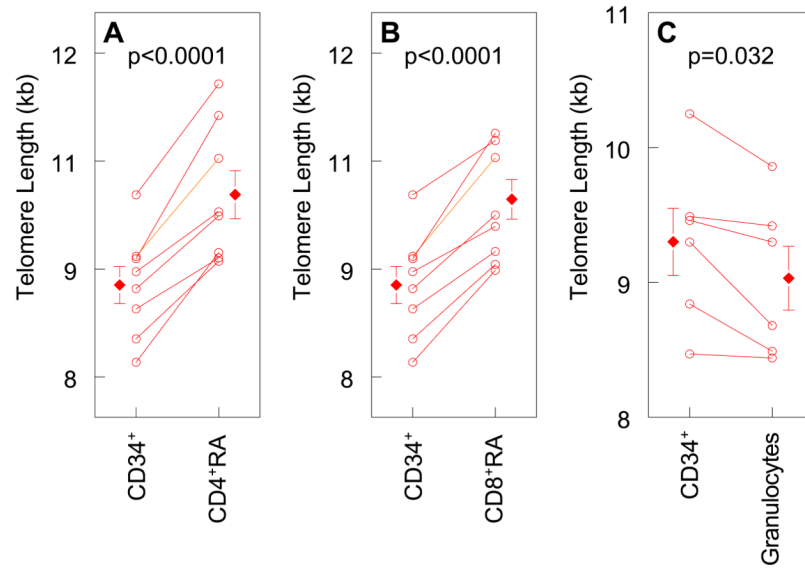 A
p<0.0001
Telomere Length (kb)
12
11
9
8
CD34⁺
CD4⁺RA
B
p<0.0001
Telomere Length (kb)
12
11
9
8
CD34⁺
CD8⁺RA
C
p=0.032
Telomere Length (kb)
11
10
9
8
CD34⁺
Granulocytes